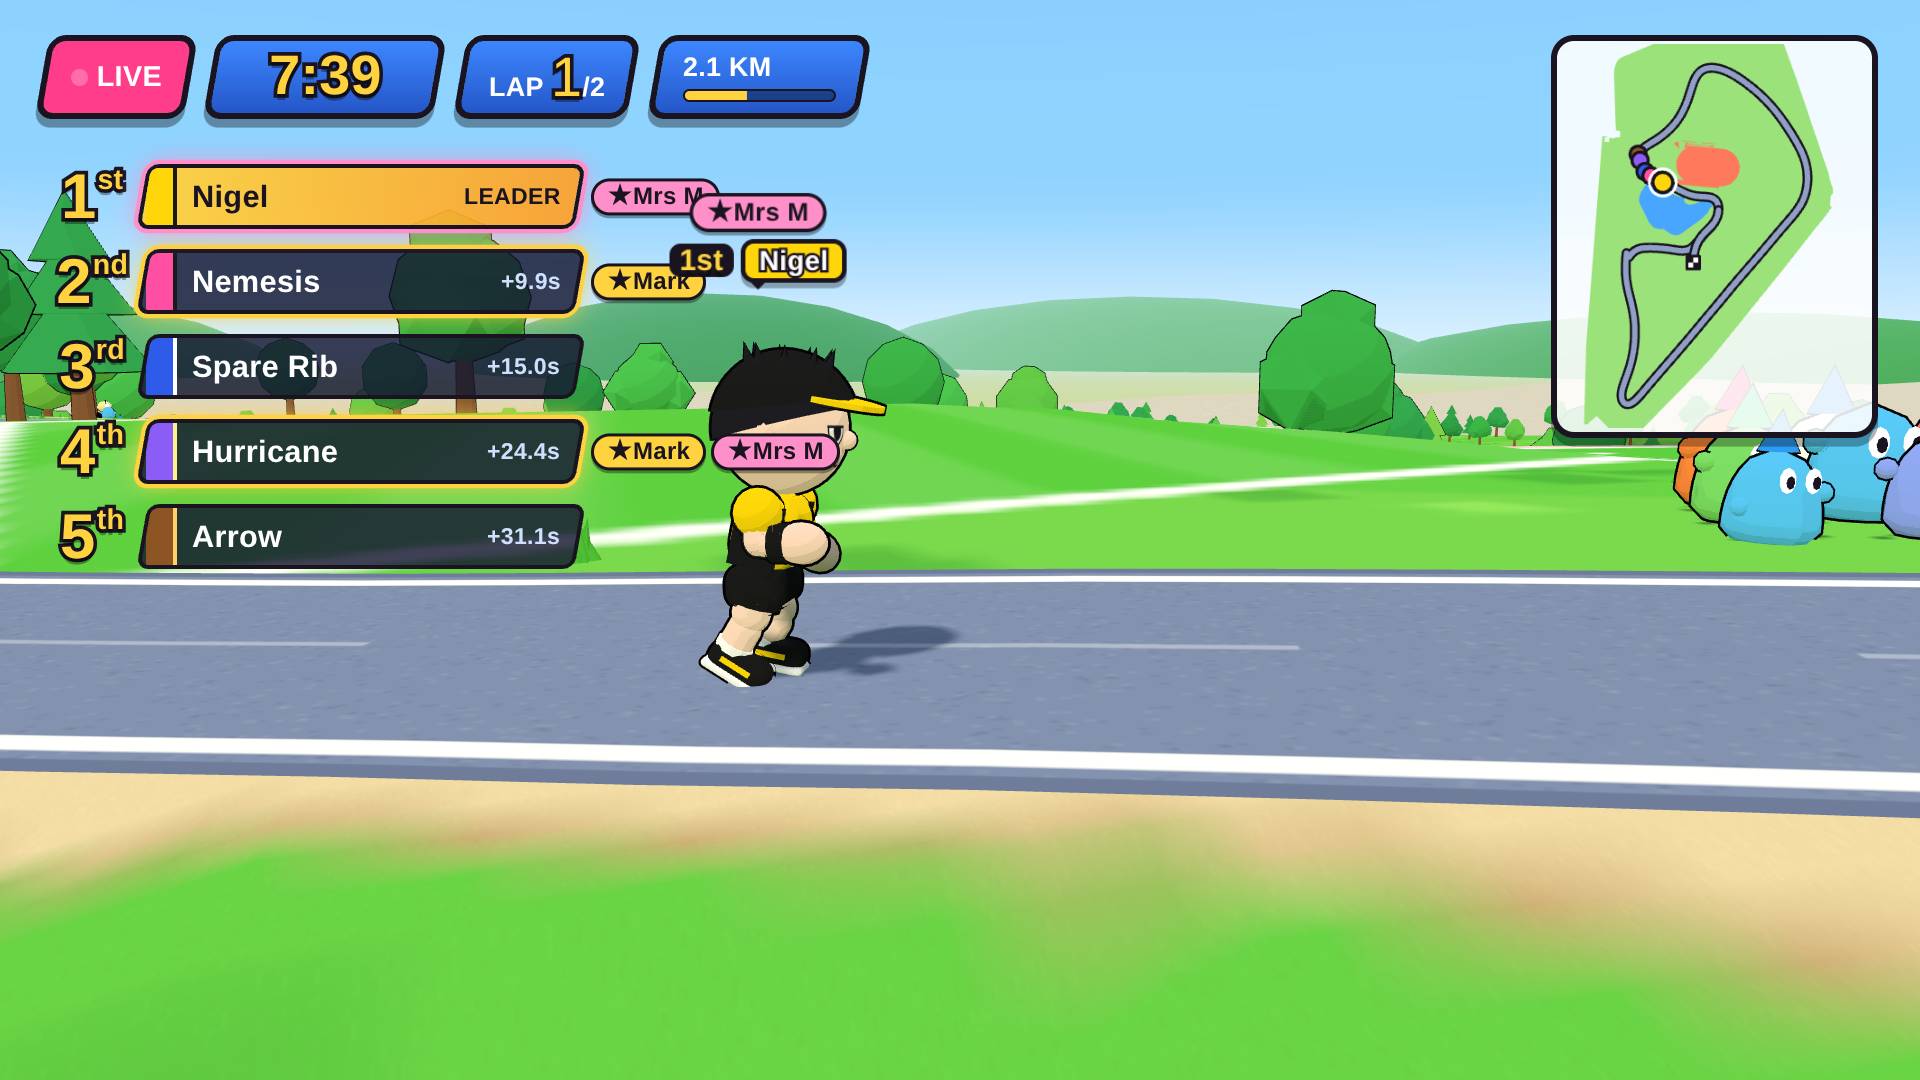 LIVE
7:39
LAP 1/2
2.1 KM
1st Nigel LEADER ★Mrs M
★Mrs M
2nd Nemesis +9.9s ★Mark
1st Nigel
3rd Spare Rib +15.0s
4th Hurricane +24.4s ★Mark ★Mrs M
5th Arrow +31.1s